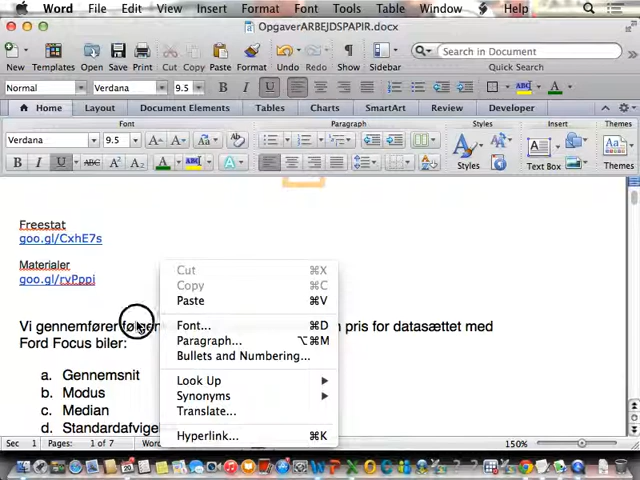 Word File Edit View Insert Format Font Tools Table Window Help
OpgaverARBEJDSPAPIR.docx
Search in Document
New Templates Open Save Print Cut Copy Paste Format Undo Redo Show Sidebar Quick Search
Normal Verdana 9.5 B I U
Home Layout Document Elements Tables Charts SmartArt Review Developer
Font Paragraph Styles Insert Themes
Verdana 9.5 A A Aa
B I U ABC A² A₂ A ABC A Styles Text Box Themes
Freestat
goo.gl/CxhE7s
Materialer
goo.gl/rvPppi
Vi gennemfører pris for datasættet med
Ford Focus biler:
a. Gennemsnit
b. Modus
c. Median
d.
Cut ⌘X
Copy ⌘C
Paste ⌘V
Font... ⌘D
Paragraph... ⌥⌘M
Bullets and Numbering...
Look Up
Synonyms
Translate...
Hyperlink... ⌘K
Sec 1 Pages: 1 of 7 150%